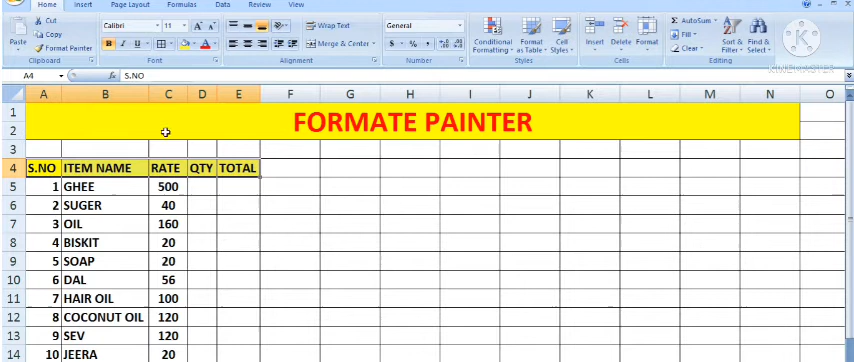 Home Insert Page Layout Formulas Data Review View
Cut Calibri 11 Wrap Text General AutoSum
Copy Fill
Paste Format Painter B I U Merge & Center $ % , Conditional Formatting Format as Table Cell Styles Insert Delete Format Clear Sort & Filter Find & Select
Clipboard Font Alignment Number Styles Cells Editing
KINEMASTER
A4 fx S.NO
A B C D E F G H I J K L M N O
1 FORMATE PAINTER
2
3
4 S.NO ITEM NAME RATE QTY TOTAL
5 1 GHEE 500
6 2 SUGER 40
7 3 OIL 160
8 4 BISKIT 20
9 5 SOAP 20
10 6 DAL 56
11 7 HAIR OIL 100
12 8 COCONUT OIL 120
13 9 SEV 120
14 10 JEERA 20